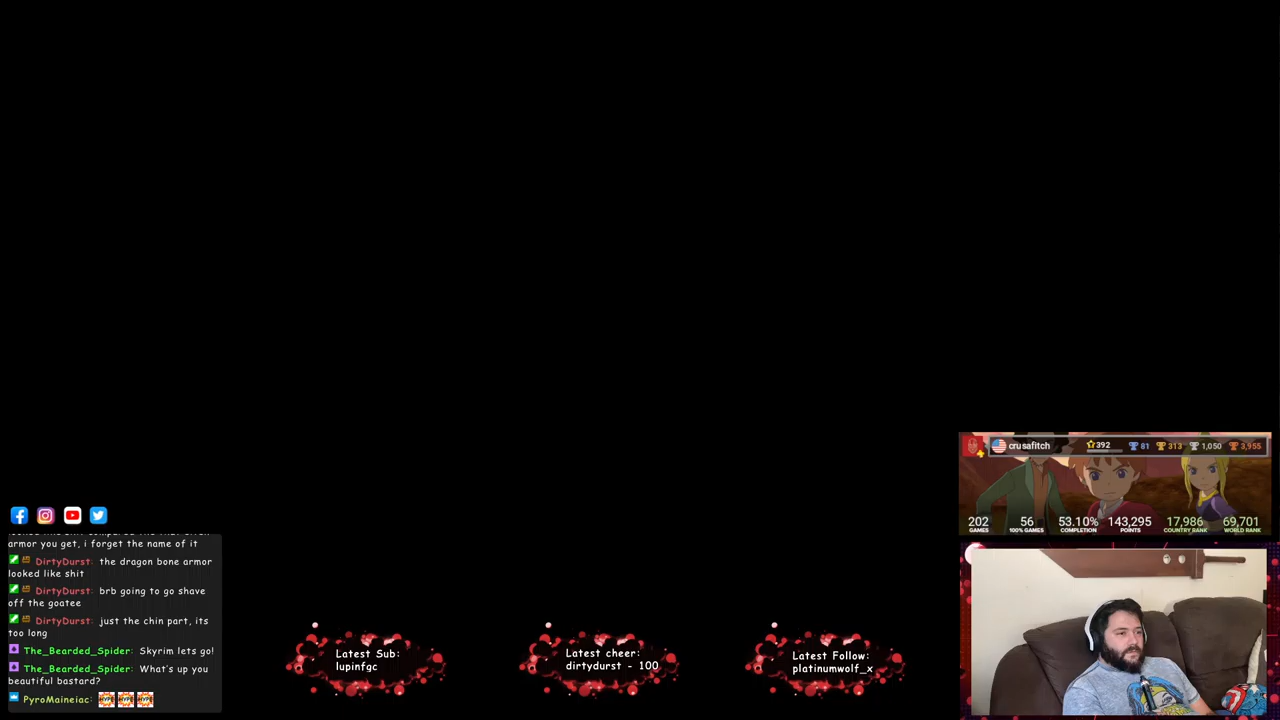 crusafitch 392 81 313 1,050 3,955
202 56 53.10% 143,295 17,986 69,701
GAMES 100% GAMES COMPLETION POINTS COUNTRY RANK WORLD RANK
armor you get, i forget the name of it
DirtyDurst: the dragon bone armor
looked like shit
DirtyDurst: brb going to go shave
off the goatee
DirtyDurst: just the chin part, its
too long
The_Bearded_Spider: Skyrim lets go!
The_Bearded_Spider: What's up you
beautiful bastard?
PyroMaineiac: HYPE HYPE HYPE
Latest Sub:
lupinfgc
Latest cheer:
dirtydurst - 100
Latest Follow:
platinumwolf_x